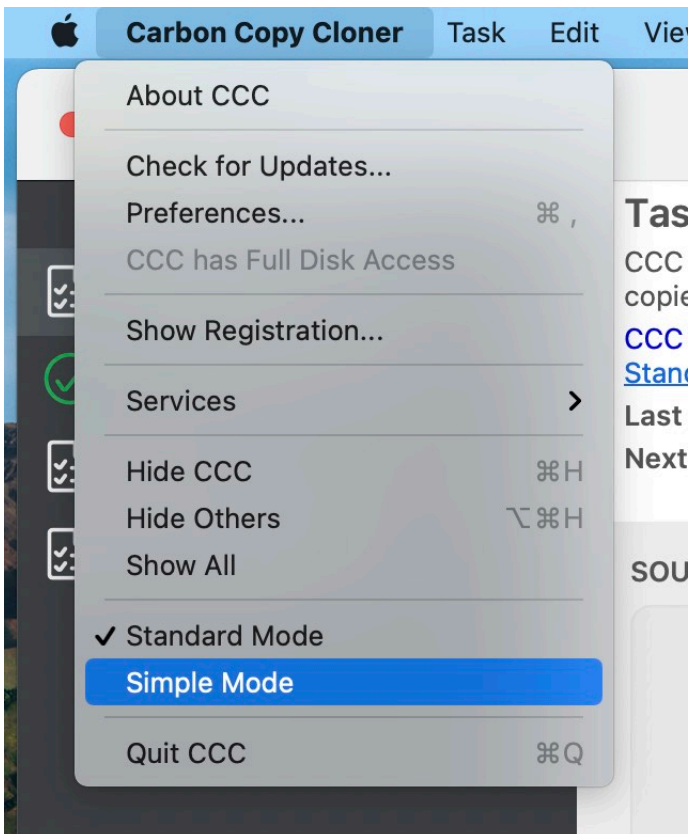 Carbon Copy Cloner Task Edit
About CCC
Check for Updates...
Preferences... ⌘ ,
CCC has Full Disk Access
Show Registration...
Services
Hide CCC ⌘H
Hide Others ⌥⌘H
Show All
✓ Standard Mode
Simple Mode
Quit CCC ⌘Q
CCC
CCC
Last
Next